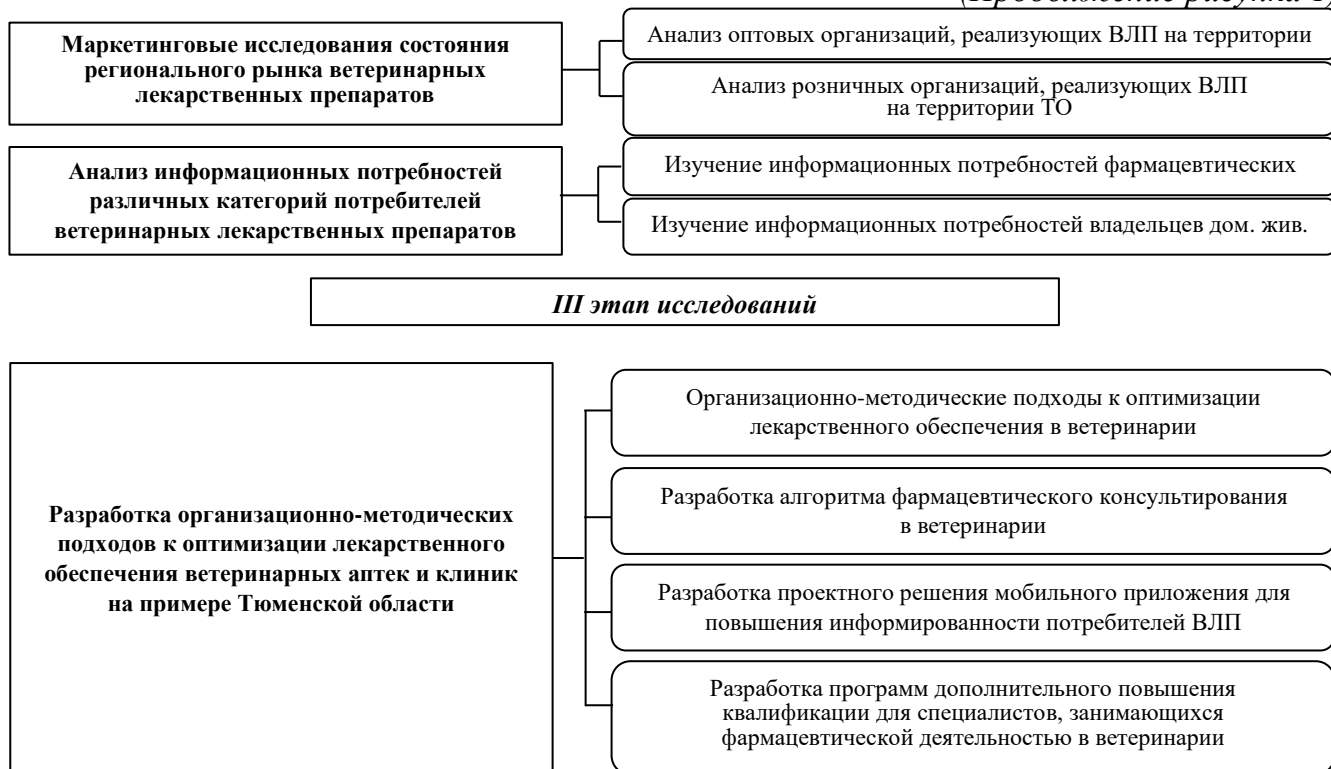 (Продолжение рисунка 1)
Маркетинговые исследования состояния
регионального рынка ветеринарных
лекарственных препаратов
Анализ оптовых организаций, реализующих ВЛП на территории
Анализ розничных организаций, реализующих ВЛП
на территории ТО
Анализ информационных потребностей
различных категорий потребителей
ветеринарных лекарственных препаратов
Изучение информационных потребностей фармацевтических
Изучение информационных потребностей владельцев дом. жив.
III этап исследований
Разработка организационно-методических
подходов к оптимизации лекарственного
обеспечения ветеринарных аптек и клиник
на примере Тюменской области
Организационно-методические подходы к оптимизации
лекарственного обеспечения в ветеринарии
Разработка алгоритма фармацевтического консультирования
в ветеринарии
Разработка проектного решения мобильного приложения для
повышения информированности потребителей ВЛП
Разработка программ дополнительного повышения
квалификации для специалистов, занимающихся
фармацевтической деятельностью в ветеринарии